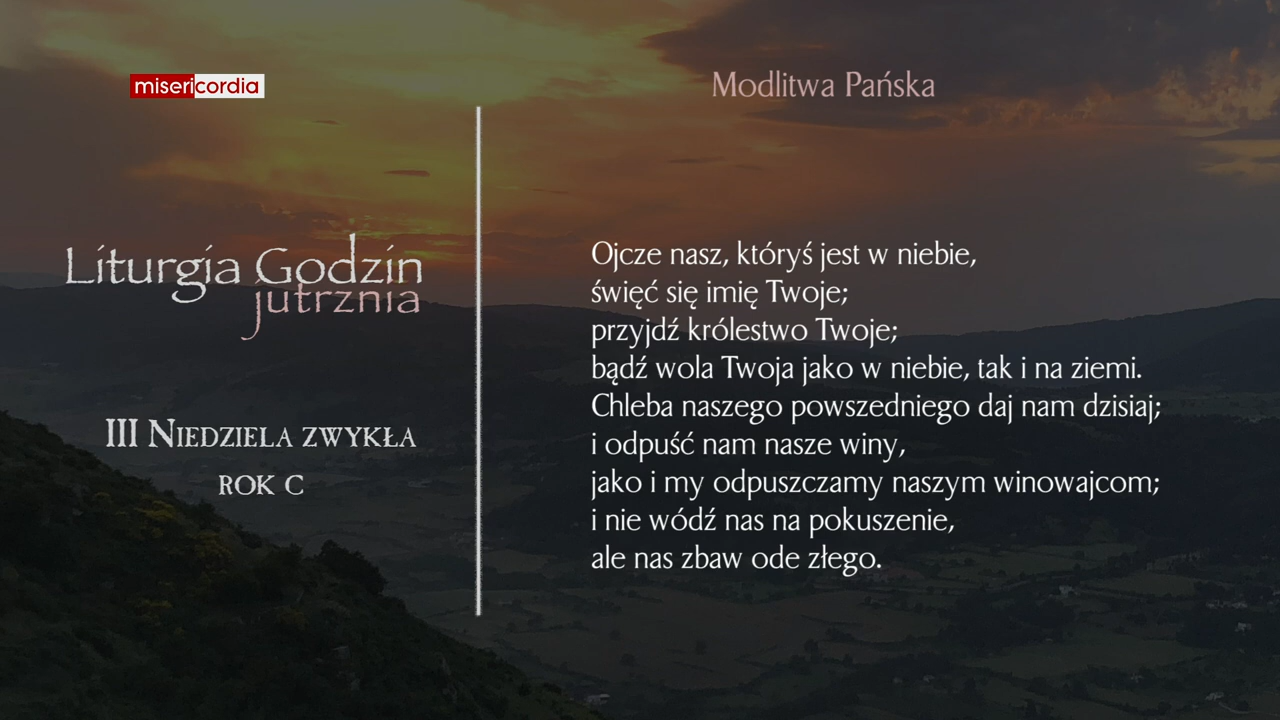 misericordia
Liturgia Godzin
jutrznia
III Niedziela zwykła
rok C
Modlitwa Pańska
Ojcze nasz, któryś jest w niebie,
święć się imię Twoje;
przyjdź królestwo Twoje;
bądź wola Twoja jako w niebie, tak i na ziemi.
Chleba naszego powszedniego daj nam dzisiaj;
i odpuść nam nasze winy,
jako i my odpuszczamy naszym winowajcom;
i nie wódź nas na pokuszenie,
ale nas zbaw ode złego.